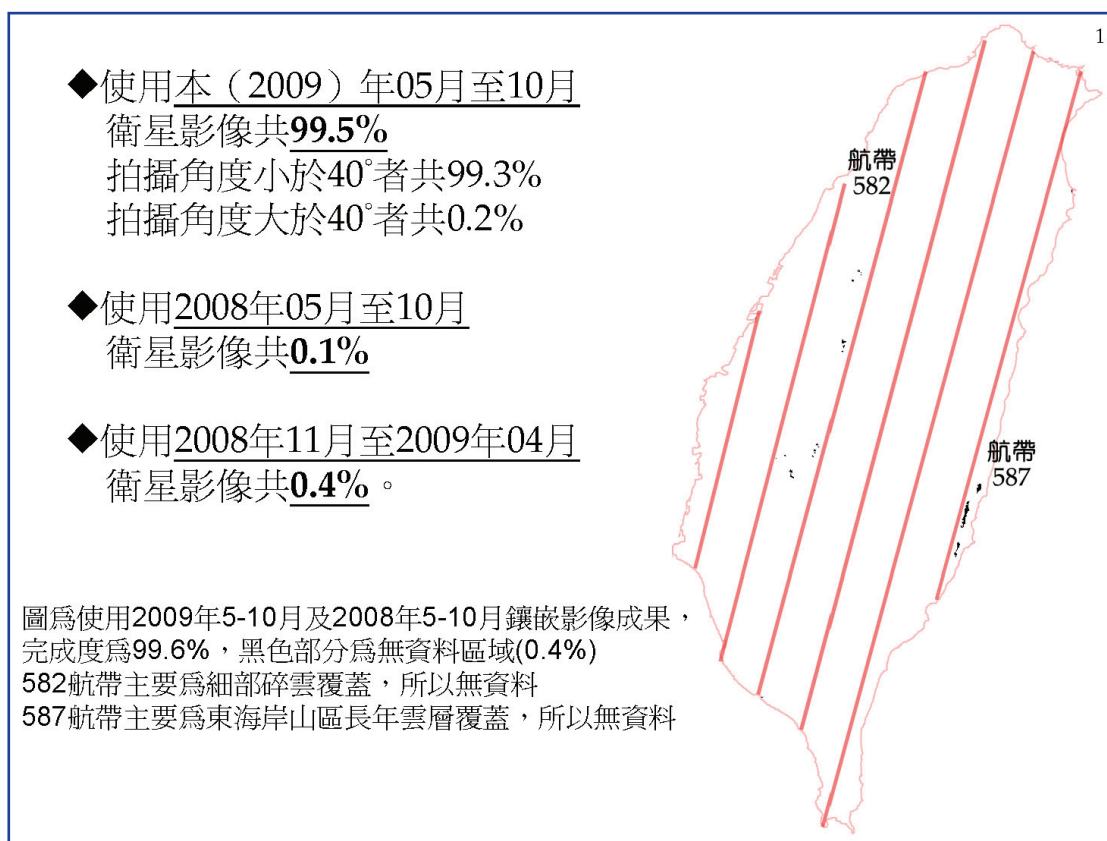 1
◆使用本（2009）年05月至10月
衛星影像共99.5%
拍攝角度小於40°者共99.3%
拍攝角度大於40°者共0.2%
◆使用2008年05月至10月
衛星影像共0.1%
◆使用2008年11月至2009年04月
衛星影像共0.4%。
航帶
582
航帶
587
圖為使用2009年5-10月及2008年5-10月鑲嵌影像成果，
完成度為99.6%，黑色部分為無資料區域(0.4%)
582航帶主要為細部碎雲覆蓋，所以無資料
587航帶主要為東海岸山區長年雲層覆蓋，所以無資料